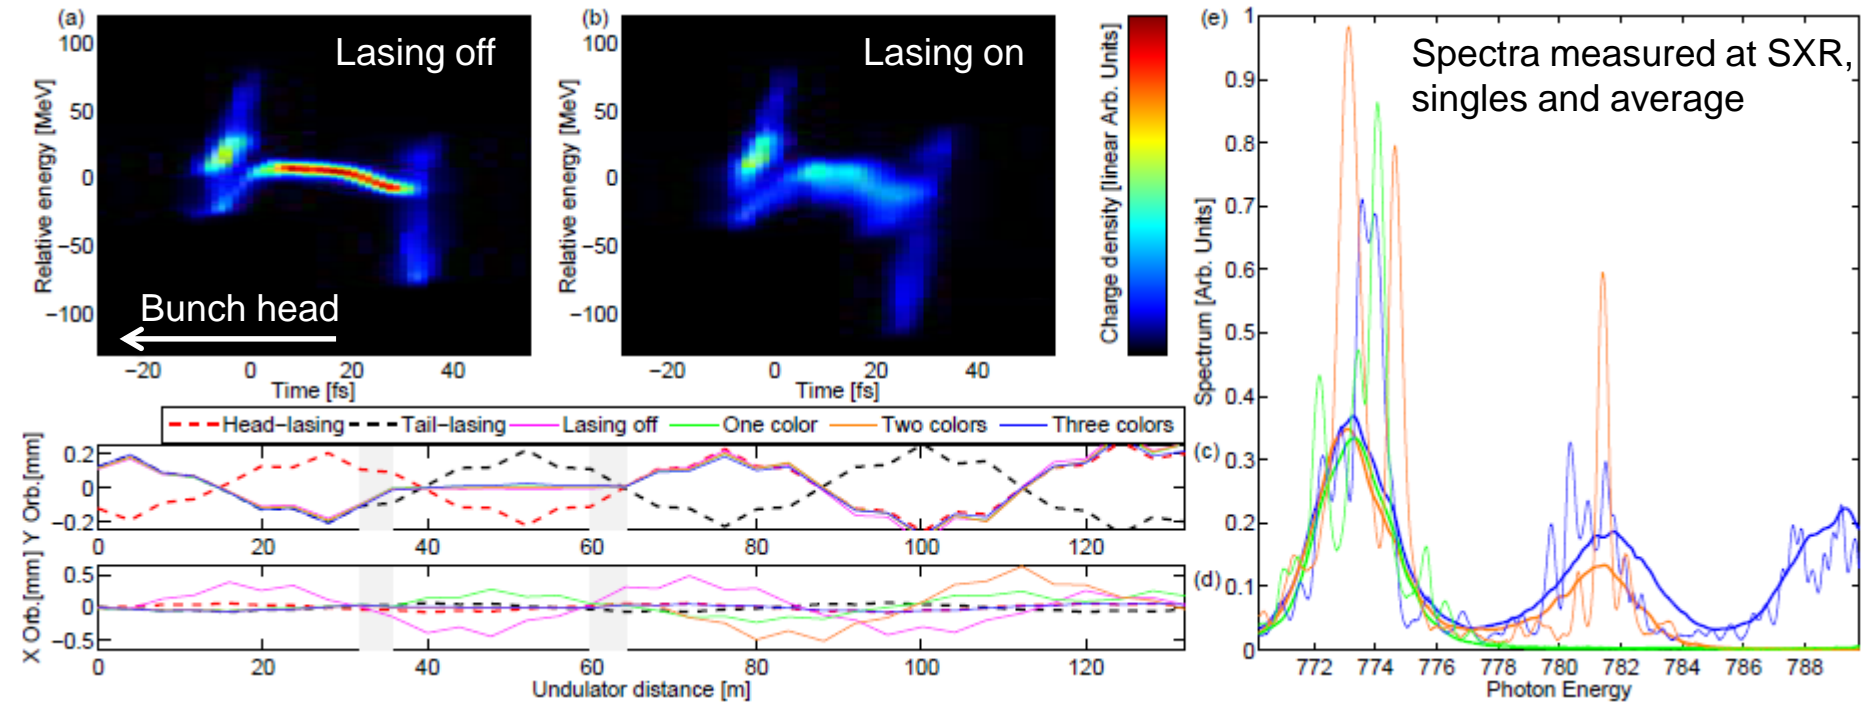 (a)
100
50
0
−50
−100
Relative energy [MeV]
Lasing off
Bunch head
−20 0 20 40
Time [fs]
(b)
100
50
0
−50
−100
Relative energy [MeV]
Lasing on
−20 0 20 40
Time [fs]
Charge density [linear Arb. Units]
Head−lasing Tail−lasing Lasing off One color Two colors Three colors
(c)
0.2
0
−0.2
Y Orb.[mm]
0 20 40 60 80 100 120
(d)
0.5
0
−0.5
X Orb.[mm]
0 20 40 60 80 100 120
Undulator distance [m]
(e)
1
0.9
0.8
0.7
0.6
0.5
0.4
0.3
0.2
0.1
0
Spectrum [Arb. Units]
Spectra measured at SXR,
singles and average
772 774 776 778 780 782 784 786 788
Photon Energy